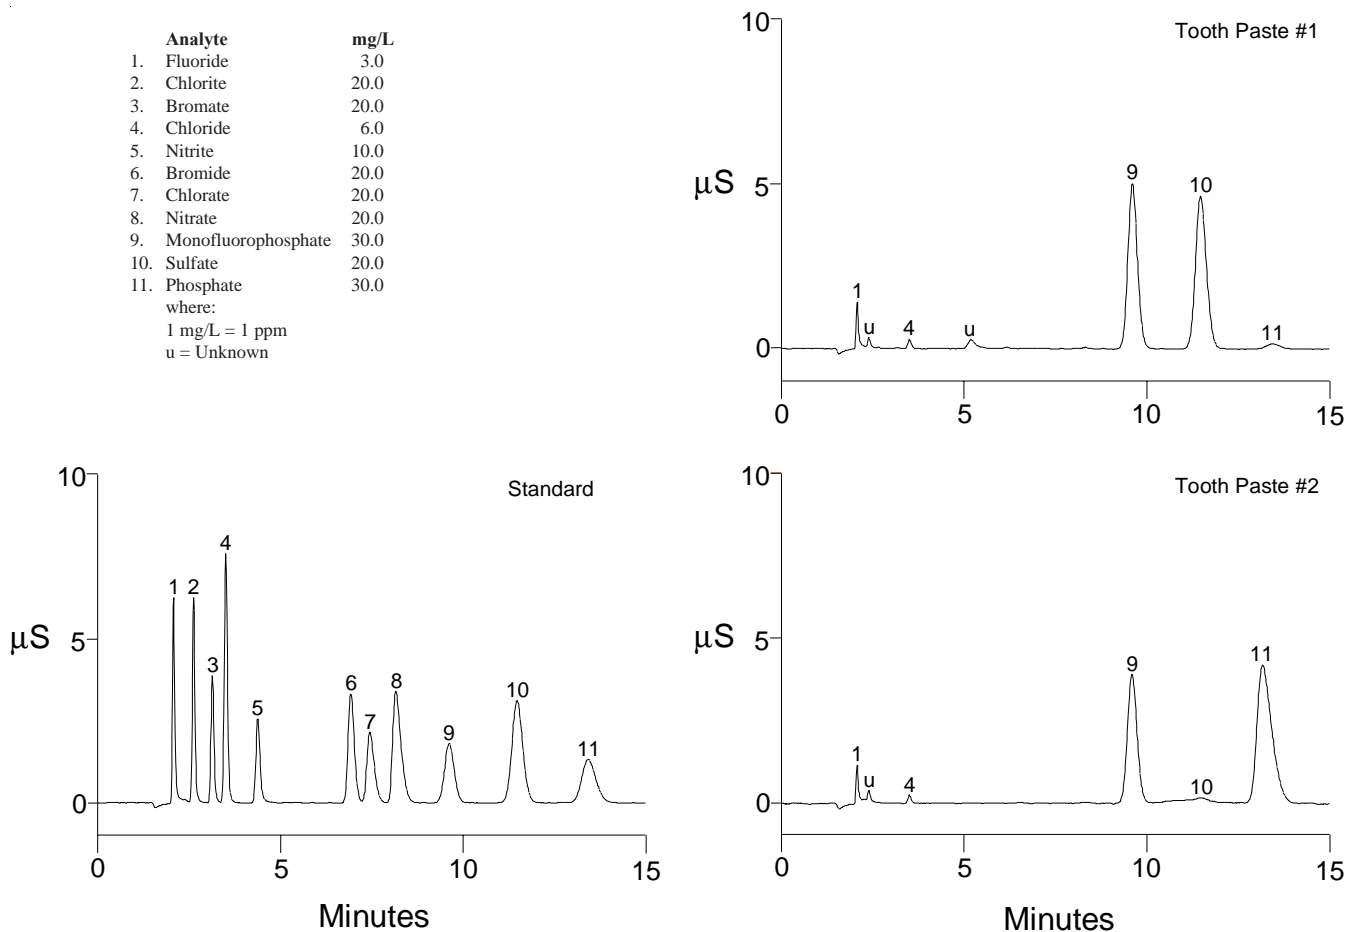 Analyte mg/L
1. Fluoride 3.0
2. Chlorite 20.0
3. Bromate 20.0
4. Chloride 6.0
5. Nitrite 10.0
6. Bromide 20.0
7. Chlorate 20.0
8. Nitrate 20.0
9. Monofluorophosphate 30.0
10. Sulfate 20.0
11. Phosphate 30.0
where:
1 mg/L = 1 ppm
u = Unknown
10
Tooth Paste #1
9
10
µS 5
1
u
4
u
11
0
0 5 10 15
10
Standard
4
1 2
µS 5
3
6
8
10
5
7
9
11
0
0 5 10 15
Minutes
10
Tooth Paste #2
µS 5
9
11
1
u
4
10
0
0 5 10 15
Minutes